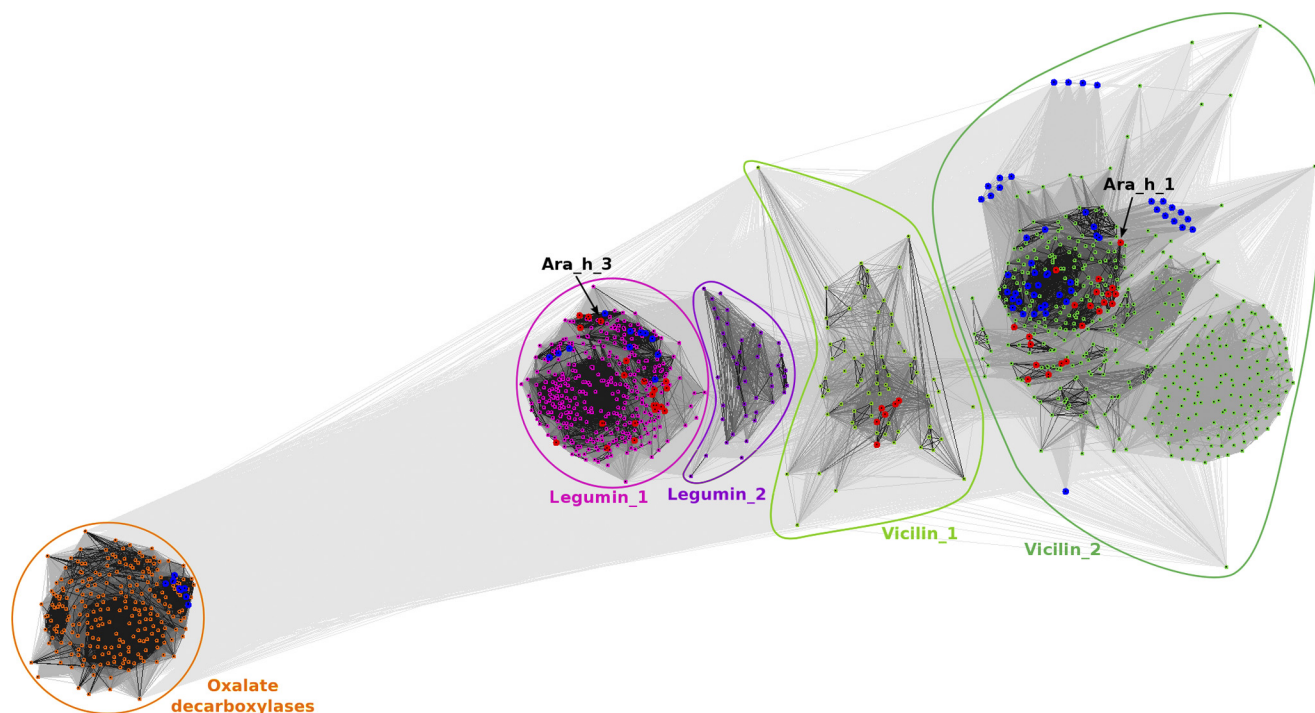 Ara_h_1
Ara_h_3
Legumin_1
Legumin_2
Vicilin_1
Vicilin_2
Oxalate
decarboxylases